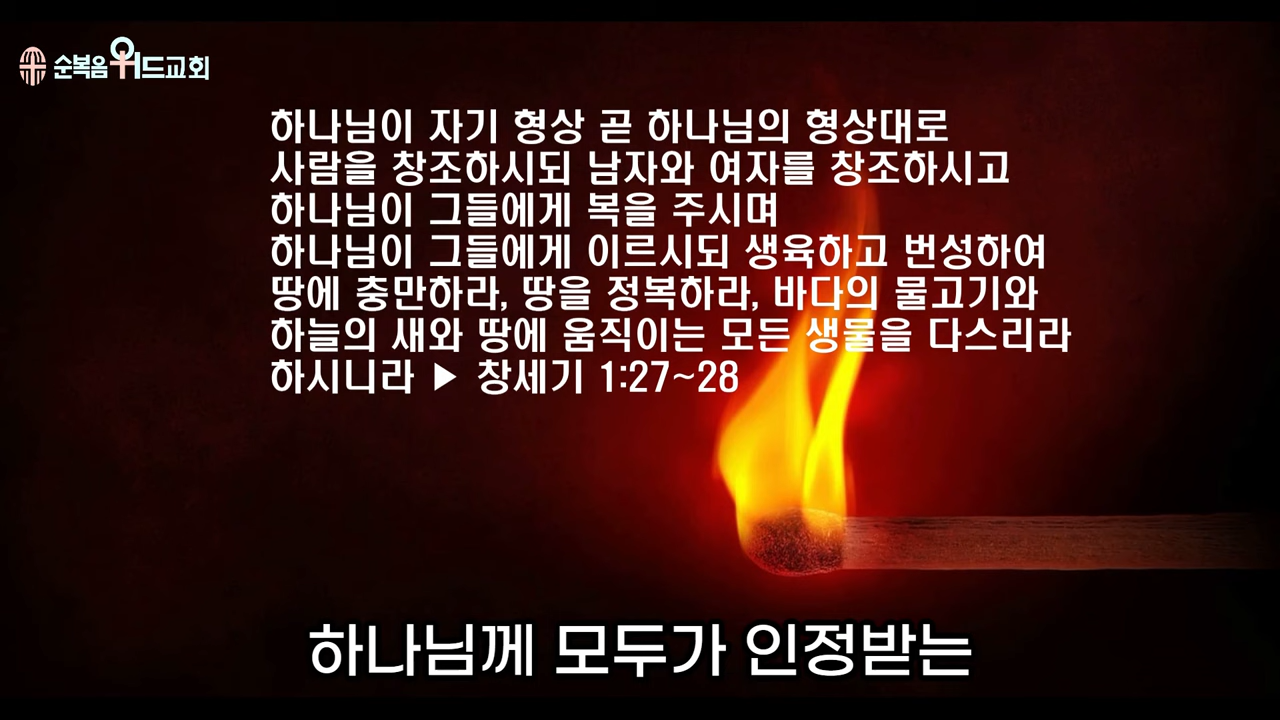 순복음위드교회
하나님이 자기 형상 곧 하나님의 형상대로
사람을 창조하시되 남자와 여자를 창조하시고
하나님이 그들에게 복을 주시며
하나님이 그들에게 이르시되 생육하고 번성하여
땅에 충만하라, 땅을 정복하라, 바다의 물고기와
하늘의 새와 땅에 움직이는 모든 생물을 다스리라
하시니라 ▶ 창세기 1:27~28
하나님께 모두가 인정받는